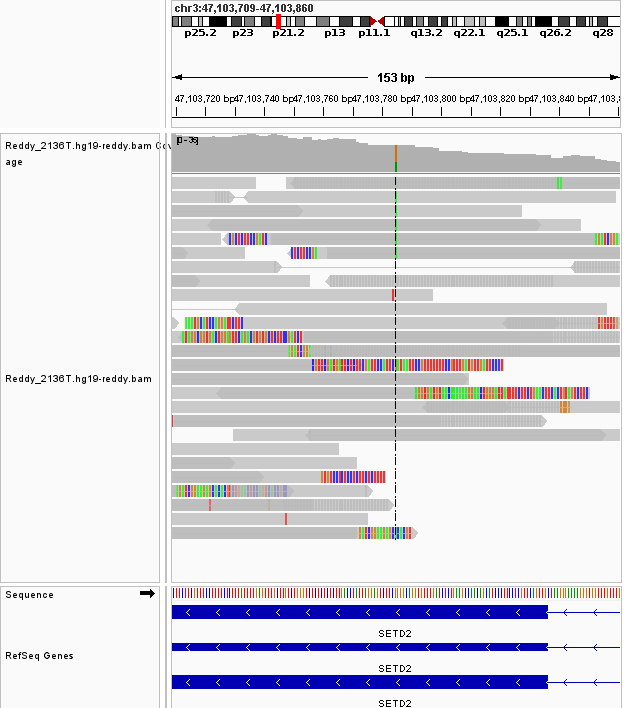 chr3:47,103,709-47,103,860
p25.2 p23 p21.2 p13 p11.1 q13.2 q22.1 q25.1 q26.2 q28
153 bp
47,103,720 bp 47,103,740 bp 47,103,760 bp 47,103,780 bp 47,103,800 bp 47,103,820 bp 47,103,840 bp 47,103,8
Reddy_2136T.hg19-reddy.bam Cov
age
Reddy_2136T.hg19-reddy.bam
Sequence
SETD2
RefSeq Genes
SETD2
SETD2